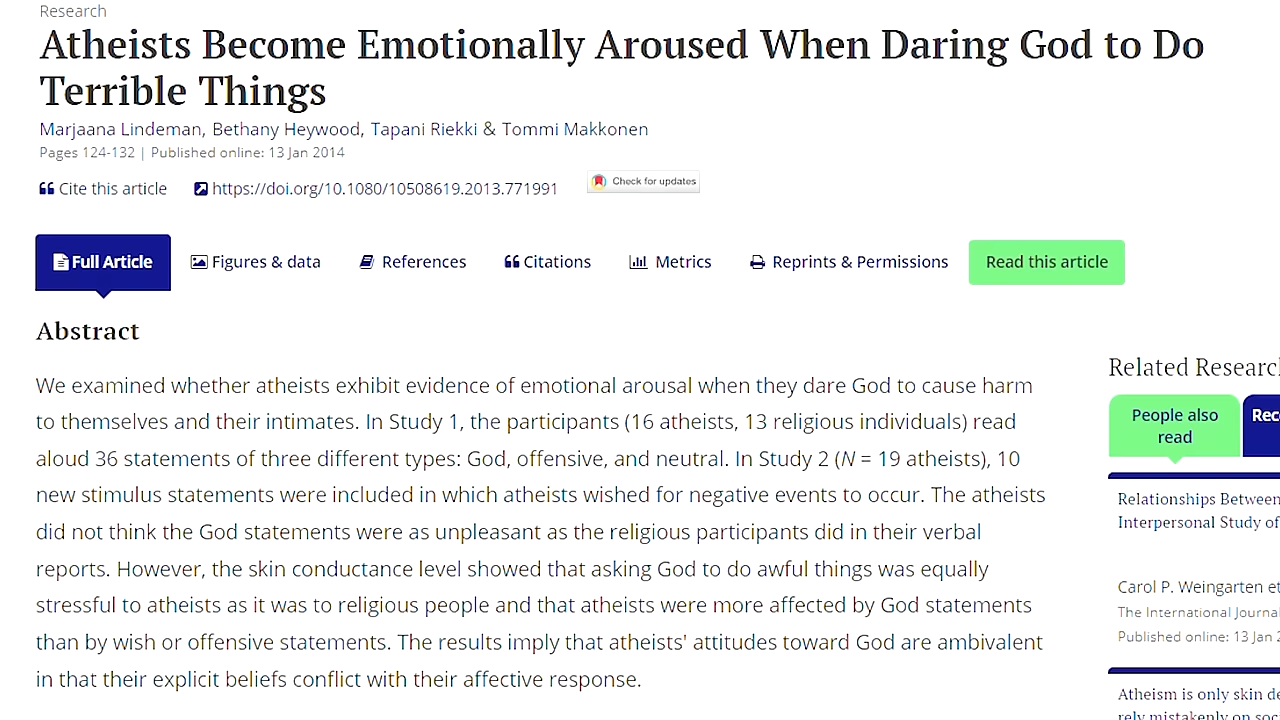 Research
Atheists Become Emotionally Aroused When Daring God to Do
Terrible Things
Marjaana Lindeman, Bethany Heywood, Tapani Riekki & Tommi Makkonen
Pages 124-132 | Published online: 13 Jan 2014
Cite this article https://doi.org/10.1080/10508619.2013.771991 Check for updates
Full Article Figures & data References Citations Metrics Reprints & Permissions Read this article
Abstract
We examined whether atheists exhibit evidence of emotional arousal when they dare God to cause harm
to themselves and their intimates. In Study 1, the participants (16 atheists, 13 religious individuals) read
aloud 36 statements of three different types: God, offensive, and neutral. In Study 2 (N = 19 atheists), 10
new stimulus statements were included in which atheists wished for negative events to occur. The atheists
did not think the God statements were as unpleasant as the religious participants did in their verbal
reports. However, the skin conductance level showed that asking God to do awful things was equally
stressful to atheists as it was to religious people and that atheists were more affected by God statements
than by wish or offensive statements. The results imply that atheists' attitudes toward God are ambivalent
in that their explicit beliefs conflict with their affective response.
Related
People also
read
Relationships Between
Interpersonal Study of
Carol P. Weingarten et
The International
Published online: 13 Jan
Atheism is only skin
rely mistakenly on